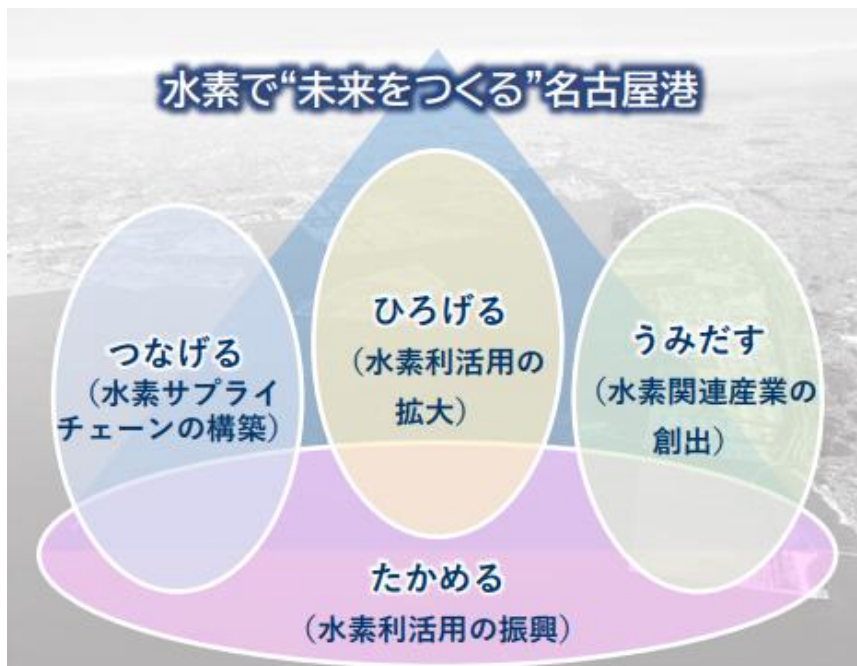 水素で“未来をつくる”名古屋港
つなげる
（水素サプライ
チェーンの構築）
ひろげる
（水素利活用の
拡大）
うみだす
（水素関連産業の
創出）
たかめる
（水素利活用の振興）